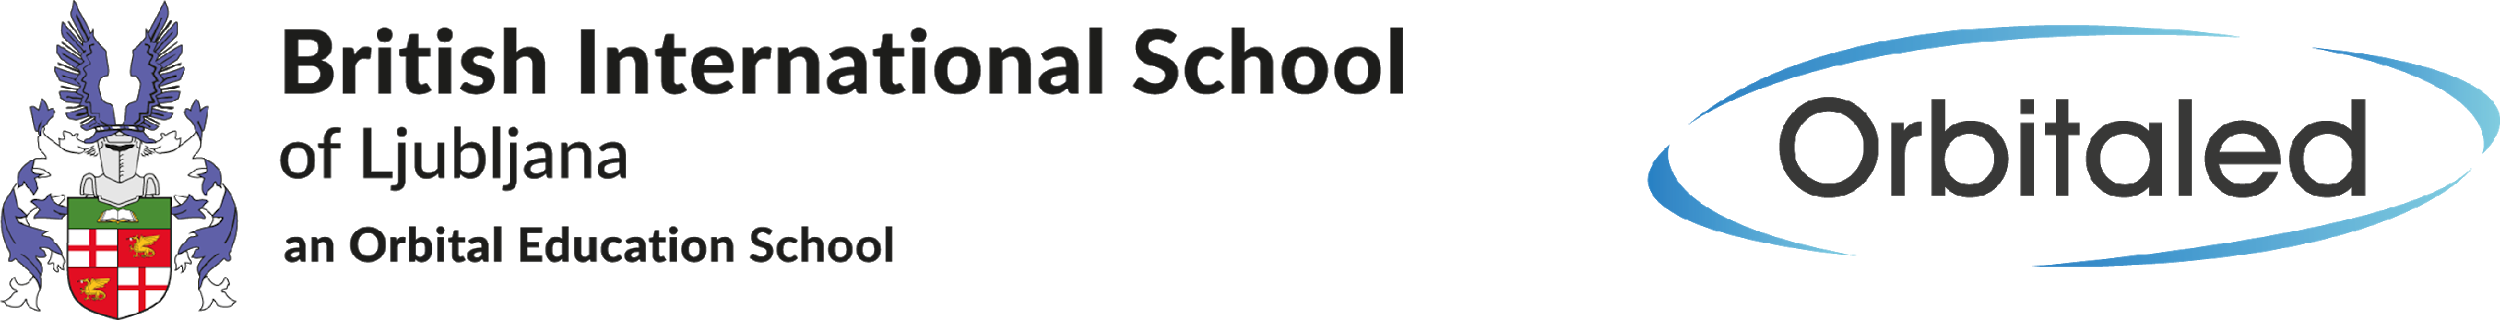 British International School
of Ljubljana
an Orbital Education School
Orbitaled